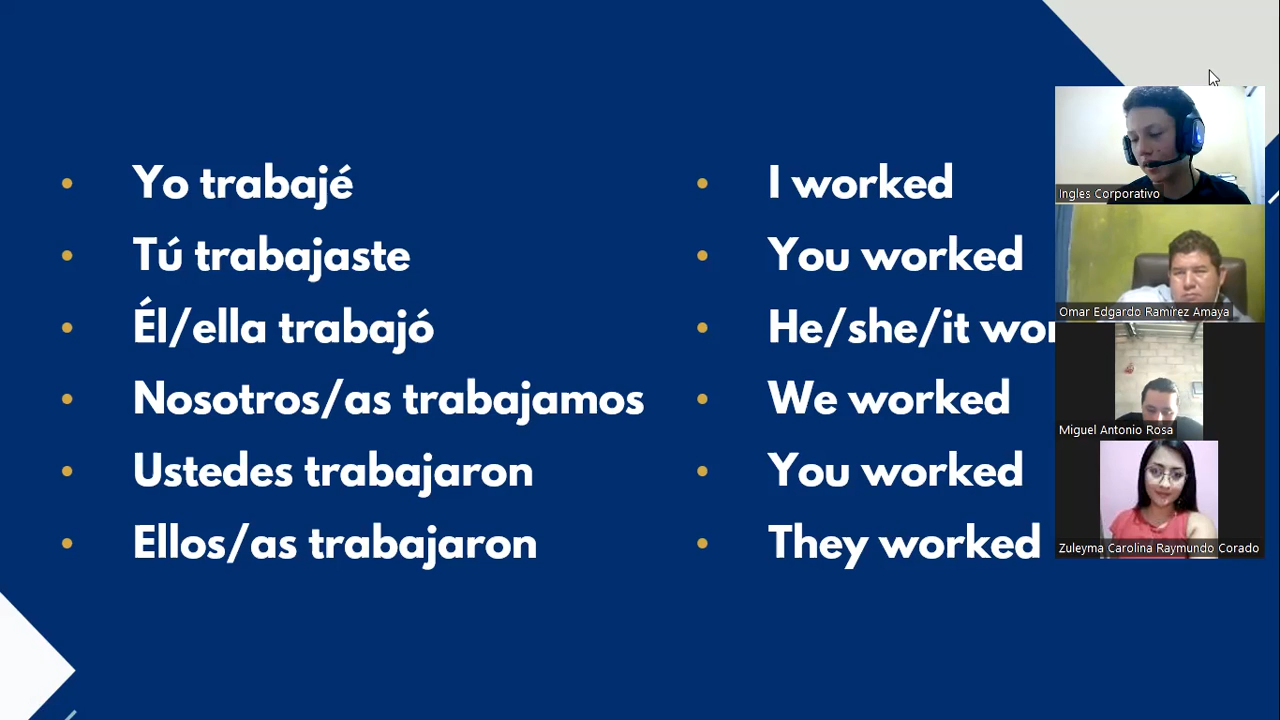 Yo trabajé
Tú trabajaste
Él/ella trabajó
Nosotros/as trabajamos
Ustedes trabajaron
Ellos/as trabajaron
I worked
You worked
He/she/it
We worked
You worked
They worked
Ingles Corporativo
Omar Edgardo Ramírez Amaya
Miguel Antonio Rosa
Zuleyma Carolina Raymundo Corado